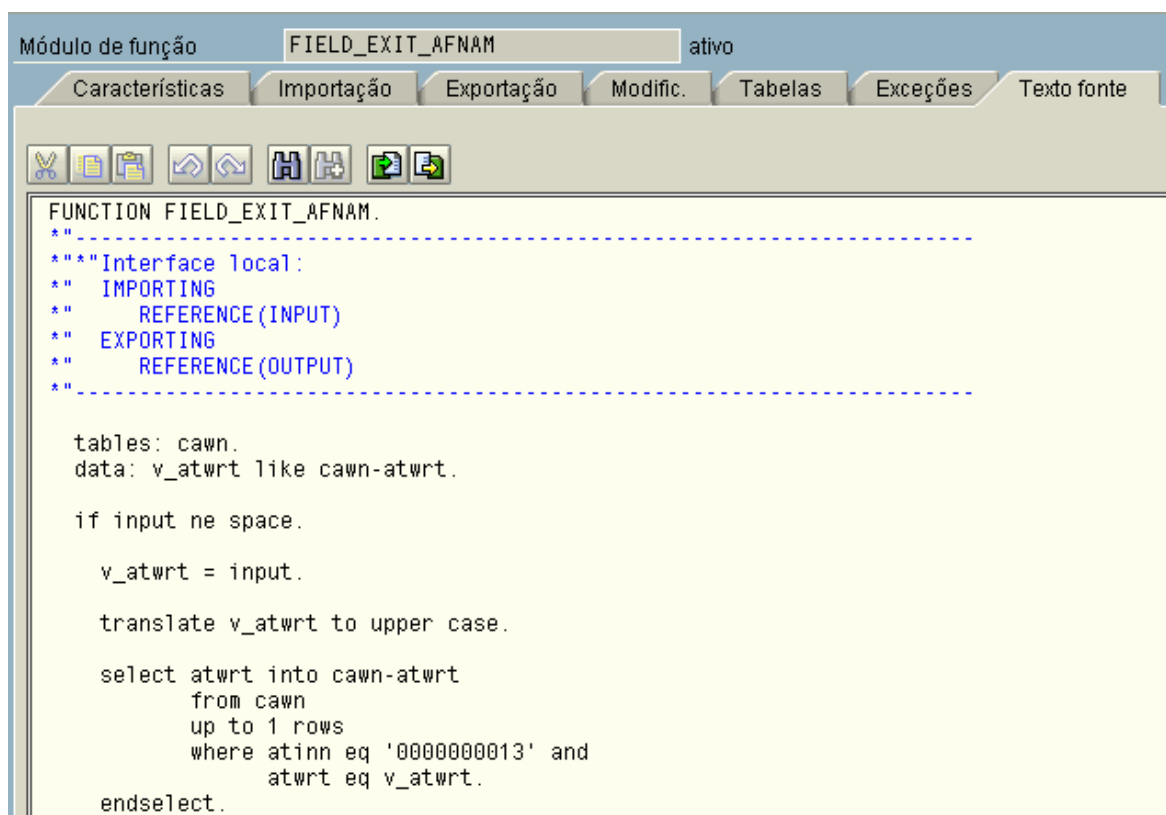 Módulo de função FIELD_EXIT_AFNAM ativo
Características Importação Exportação Modific. Tabelas Exceções Texto fonte
FUNCTION FIELD_EXIT_AFNAM.
*"----------------------------------------------------------------------
*"*"Interface local:
*"  IMPORTING
*"     REFERENCE(INPUT)
*"  EXPORTING
*"     REFERENCE(OUTPUT)
*"----------------------------------------------------------------------
tables: cawn.
data: v_atwrt like cawn-atwrt.
if input ne space.
v_atwrt = input.
translate v_atwrt to upper case.
select atwrt into cawn-atwrt
from cawn
up to 1 rows
where atinn eq '0000000013' and
atwrt eq v_atwrt.
endselect.